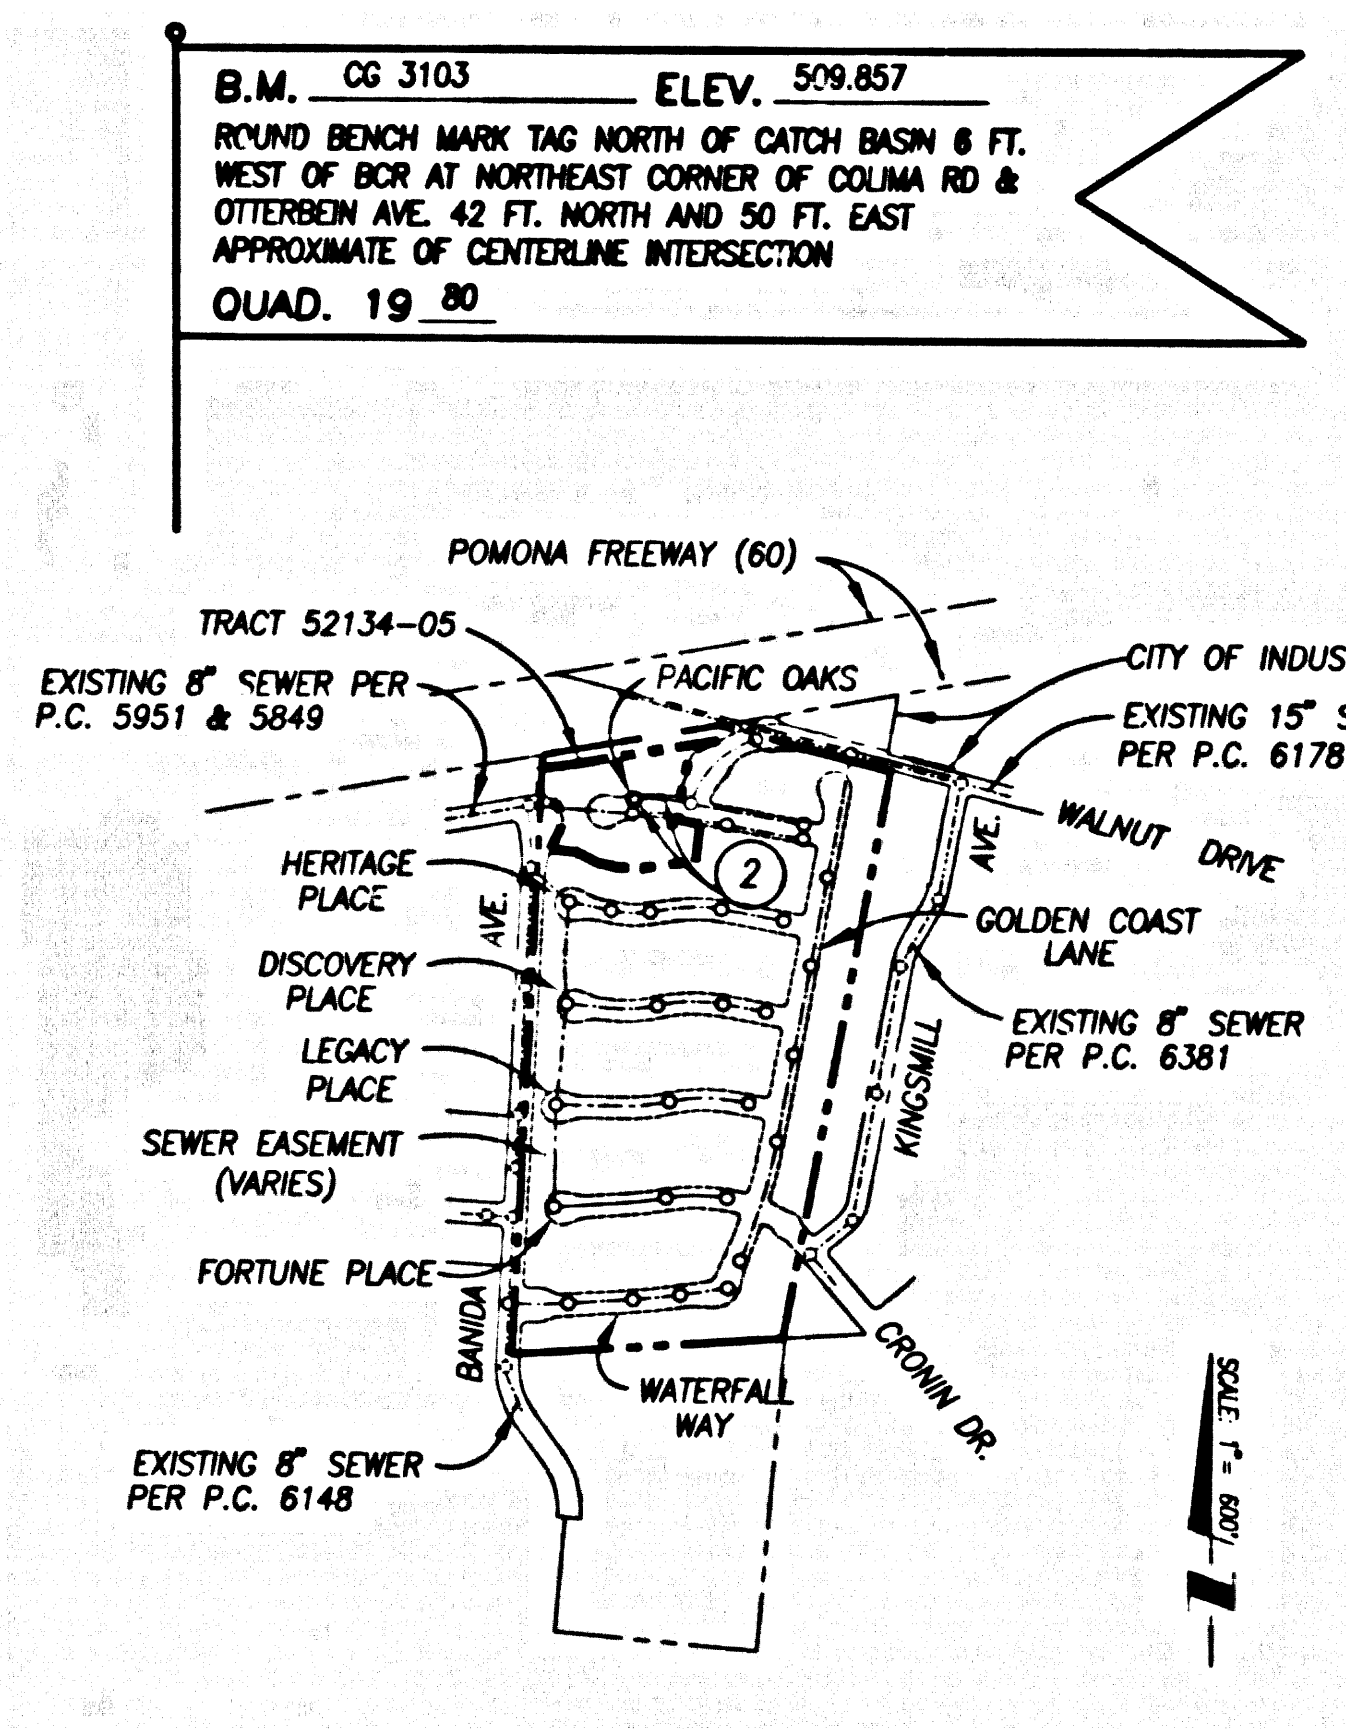 B.M. CG 3103 ELEV. 509.857
ROUND BENCH MARK TAG NORTH OF CATCH BASIN 6 FT.
WEST OF BCR AT NORTHEAST CORNER OF COLIMA RD &
OTTERBEIN AVE. 42 FT. NORTH AND 50 FT. EAST
APPROXIMATE OF CENTERLINE INTERSECTION
QUAD. 19 80
POMONA FREEWAY (60)
TRACT 52134-05
CITY OF INDUS
EXISTING 8" SEWER PER
P.C. 5951 & 5849
PACIFIC OAKS
EXISTING 15" S
PER P.C. 6178
WALNUT DRIVE
AVE.
HERITAGE
PLACE
2
AVE.
GOLDEN COAST
LANE
DISCOVERY
PLACE
EXISTING 8" SEWER
PER P.C. 6381
LEGACY
PLACE
KINGSMILL
SEWER EASEMENT
(VARIES)
FORTUNE PLACE
BANIDA
CRONIN DR.
WATERFALL
WAY
SCALE: 1" = 600'
EXISTING 8" SEWER
PER P.C. 6148